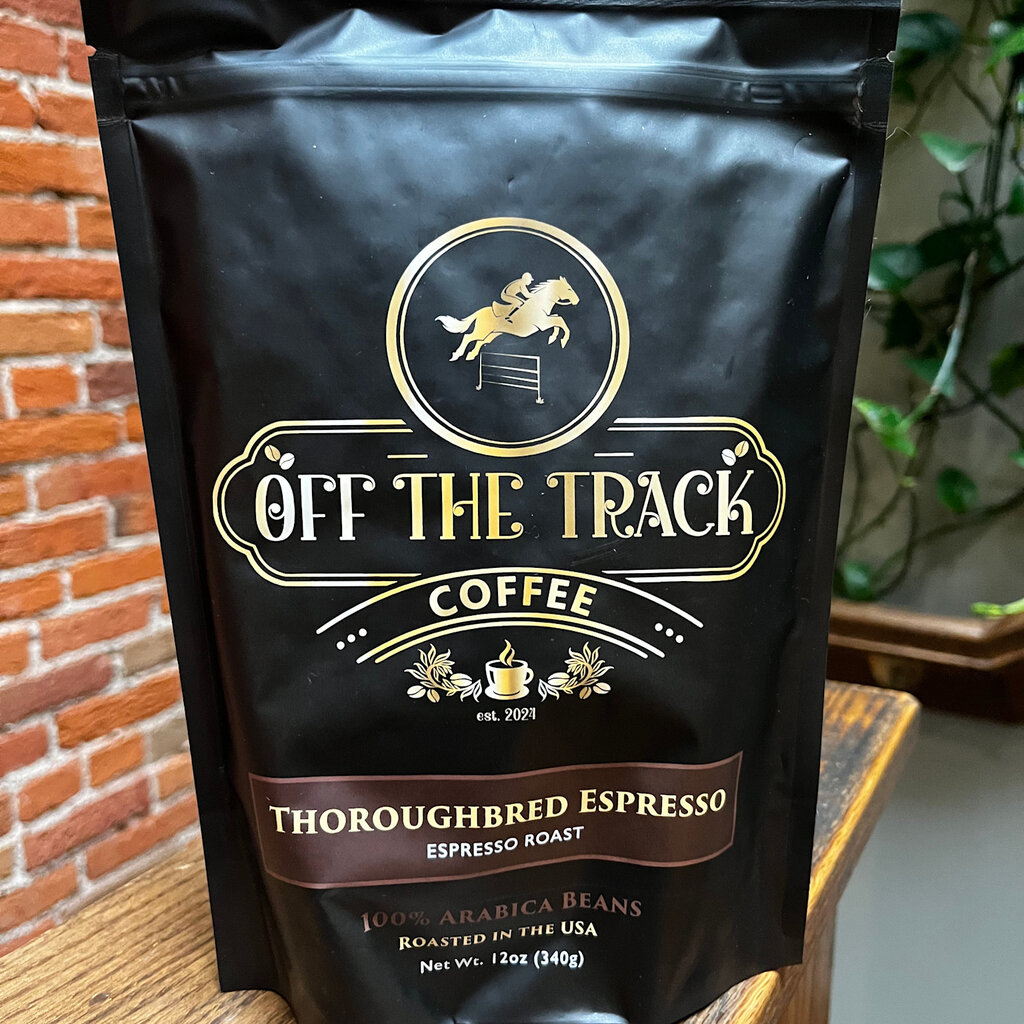 OFF THE TRACK
COFFEE
est. 2024
THOROUGHBRED ESPRESSO
ESPRESSO ROAST
100% ARABICA BEANS
ROASTED IN THE USA
Net Wt. 12oz (340g)